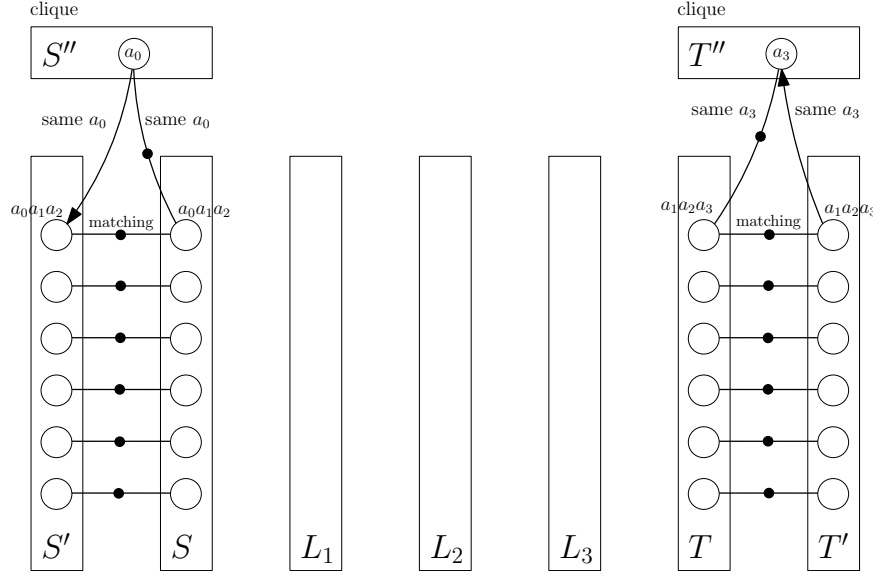 clique
clique
S″
a₀
T″
a₃
same a₀
same a₀
same a₃
same a₃
a₀a₁a₂
a₀a₁a₂
a₁a₂a₃
a₁a₂a₃
matching
matching
S′
S
L₁
L₂
L₃
T
T′